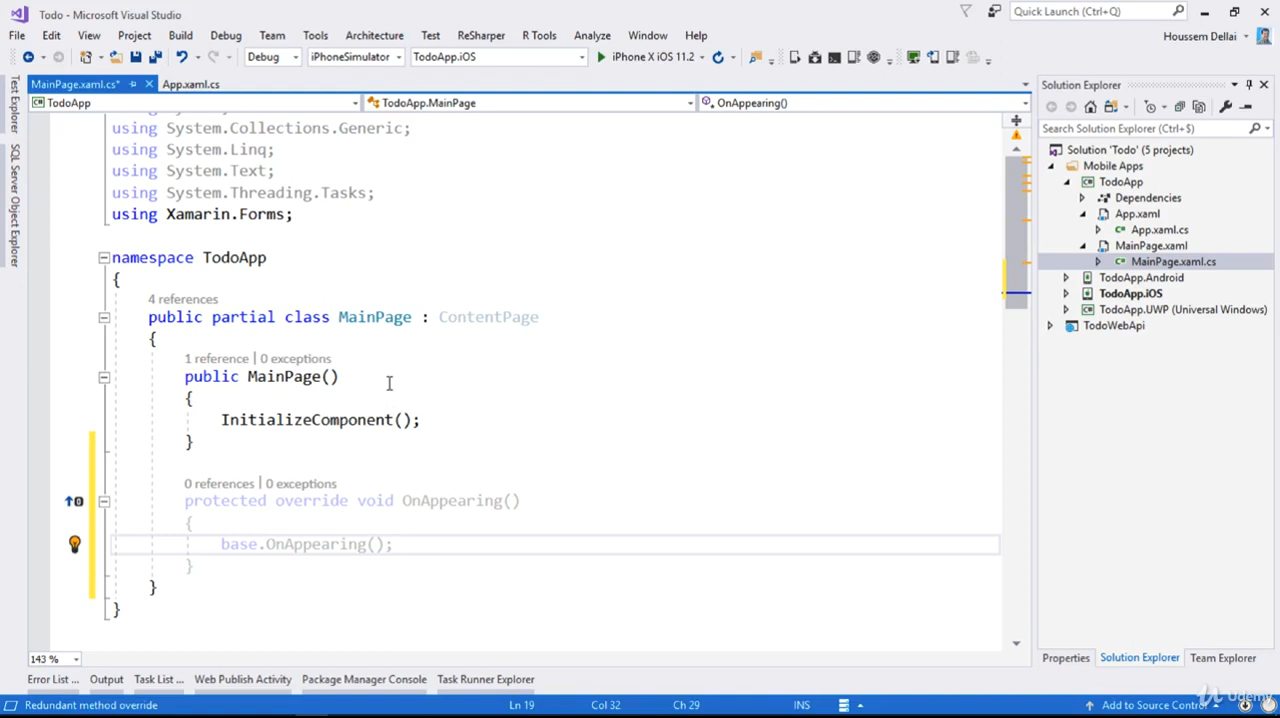 Todo - Microsoft Visual Studio
Quick Launch (Ctrl+Q)
File Edit View Project Build Debug Team Tools Architecture Test ReSharper R Tools Analyze Window Help
Houssem Dellai
Debug iPhoneSimulator TodoApp.iOS iPhone X iOS 11.2
MainPage.xaml.cs* App.xaml.cs
TodoApp TodoApp.MainPage OnAppearing()
Test Explorer
SQL Server Object Explorer
using System.Collections.Generic;
using System.Linq;
using System.Text;
using System.Threading.Tasks;
using Xamarin.Forms;
namespace TodoApp
{
4 references
public partial class MainPage : ContentPage
{
1 reference | 0 exceptions
public MainPage()
{
InitializeComponent();
}
0 references | 0 exceptions
protected override void OnAppearing()
{
base.OnAppearing();
}
}
}
143 %
Solution Explorer
Search Solution Explorer (Ctrl+$)
Solution 'Todo' (5 projects)
Mobile Apps
TodoApp
Dependencies
App.xaml
App.xaml.cs
MainPage.xaml
MainPage.xaml.cs
TodoApp.Android
TodoApp.iOS
TodoApp.UWP (Universal Windows)
TodoWebApi
Properties Solution Explorer Team Explorer
Error List ... Output Task List ... Web Publish Activity Package Manager Console Task Runner Explorer
Redundant method override Ln 19 Col 32 Ch 29 INS Add to Source Control
Udemy